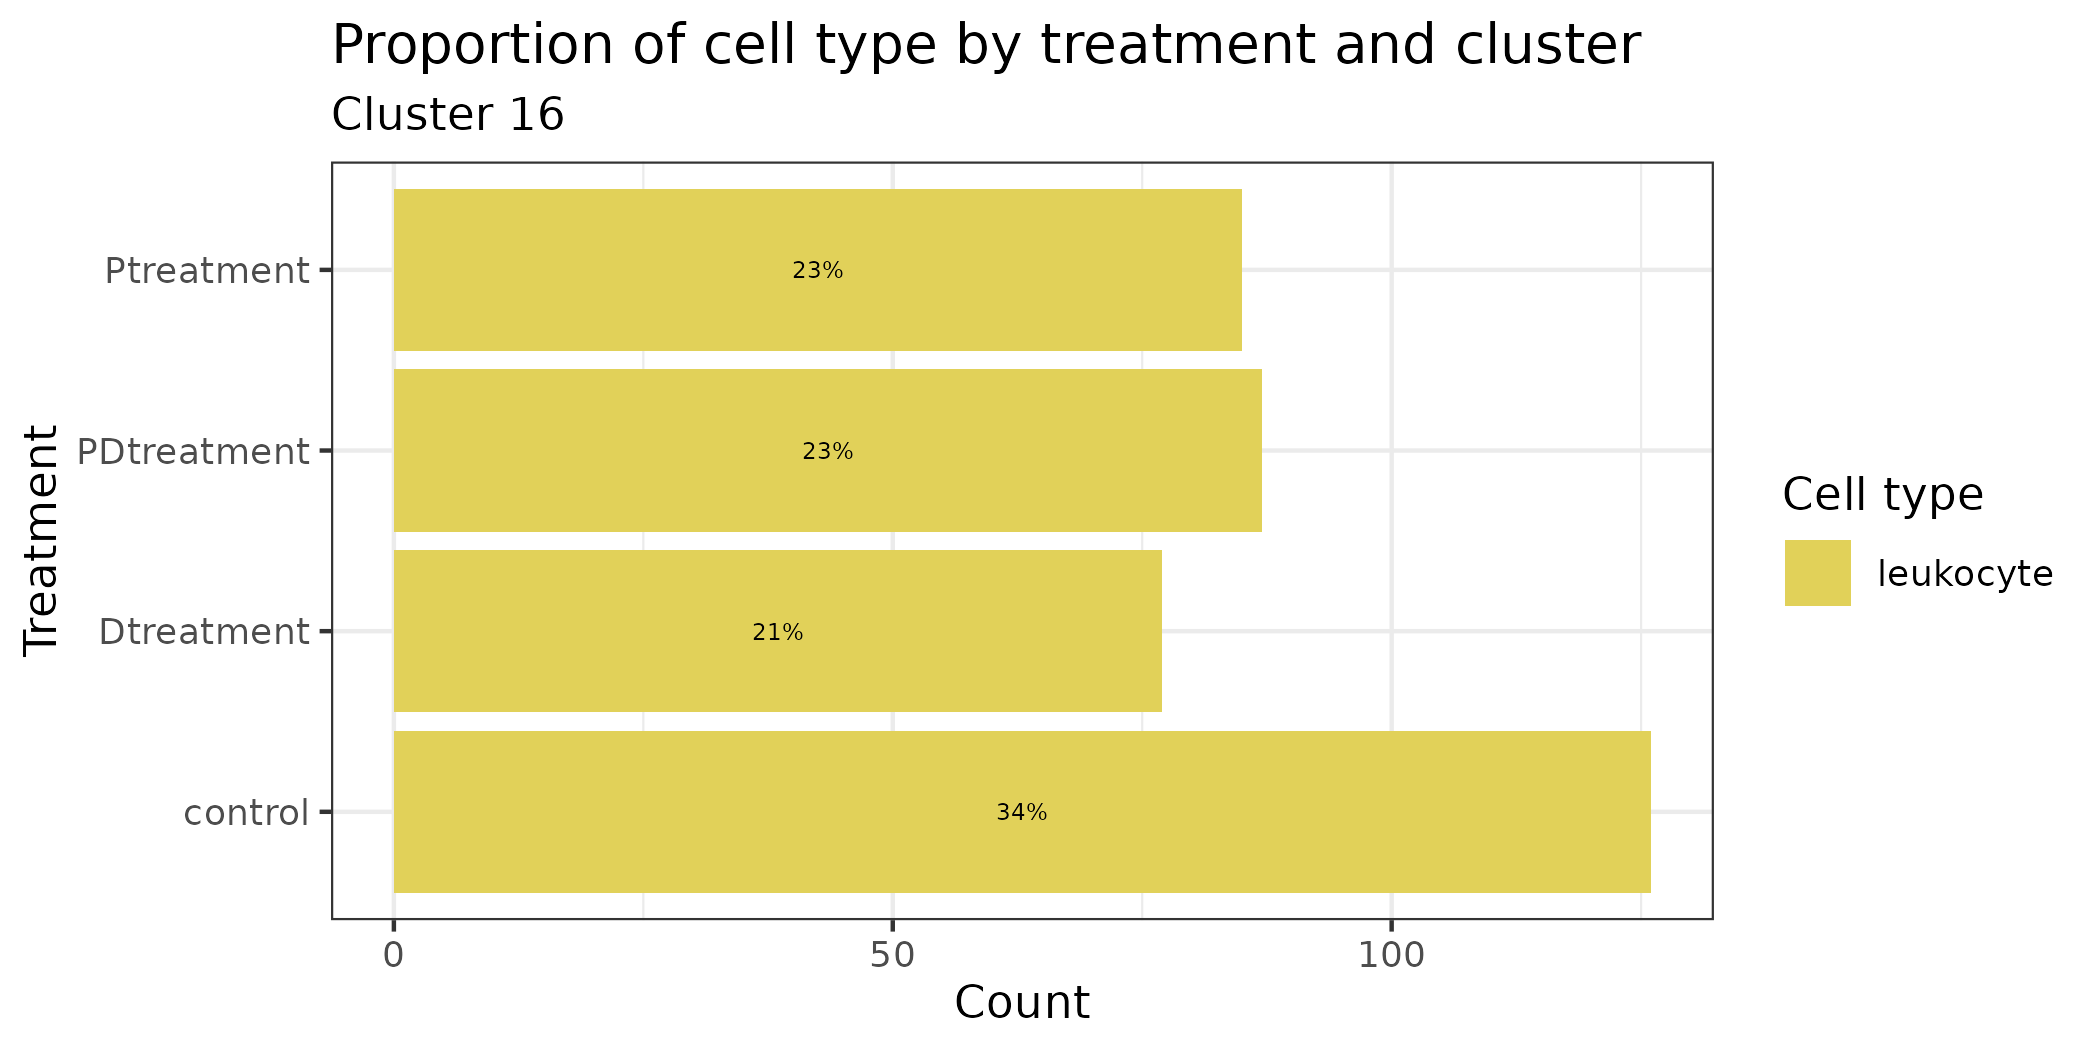 Proportion of cell type by treatment and cluster
Cluster 16
Treatment
Ptreatment
23%
PDtreatment
23%
Dtreatment
21%
control
34%
0
50
100
Count
Cell type
leukocyte